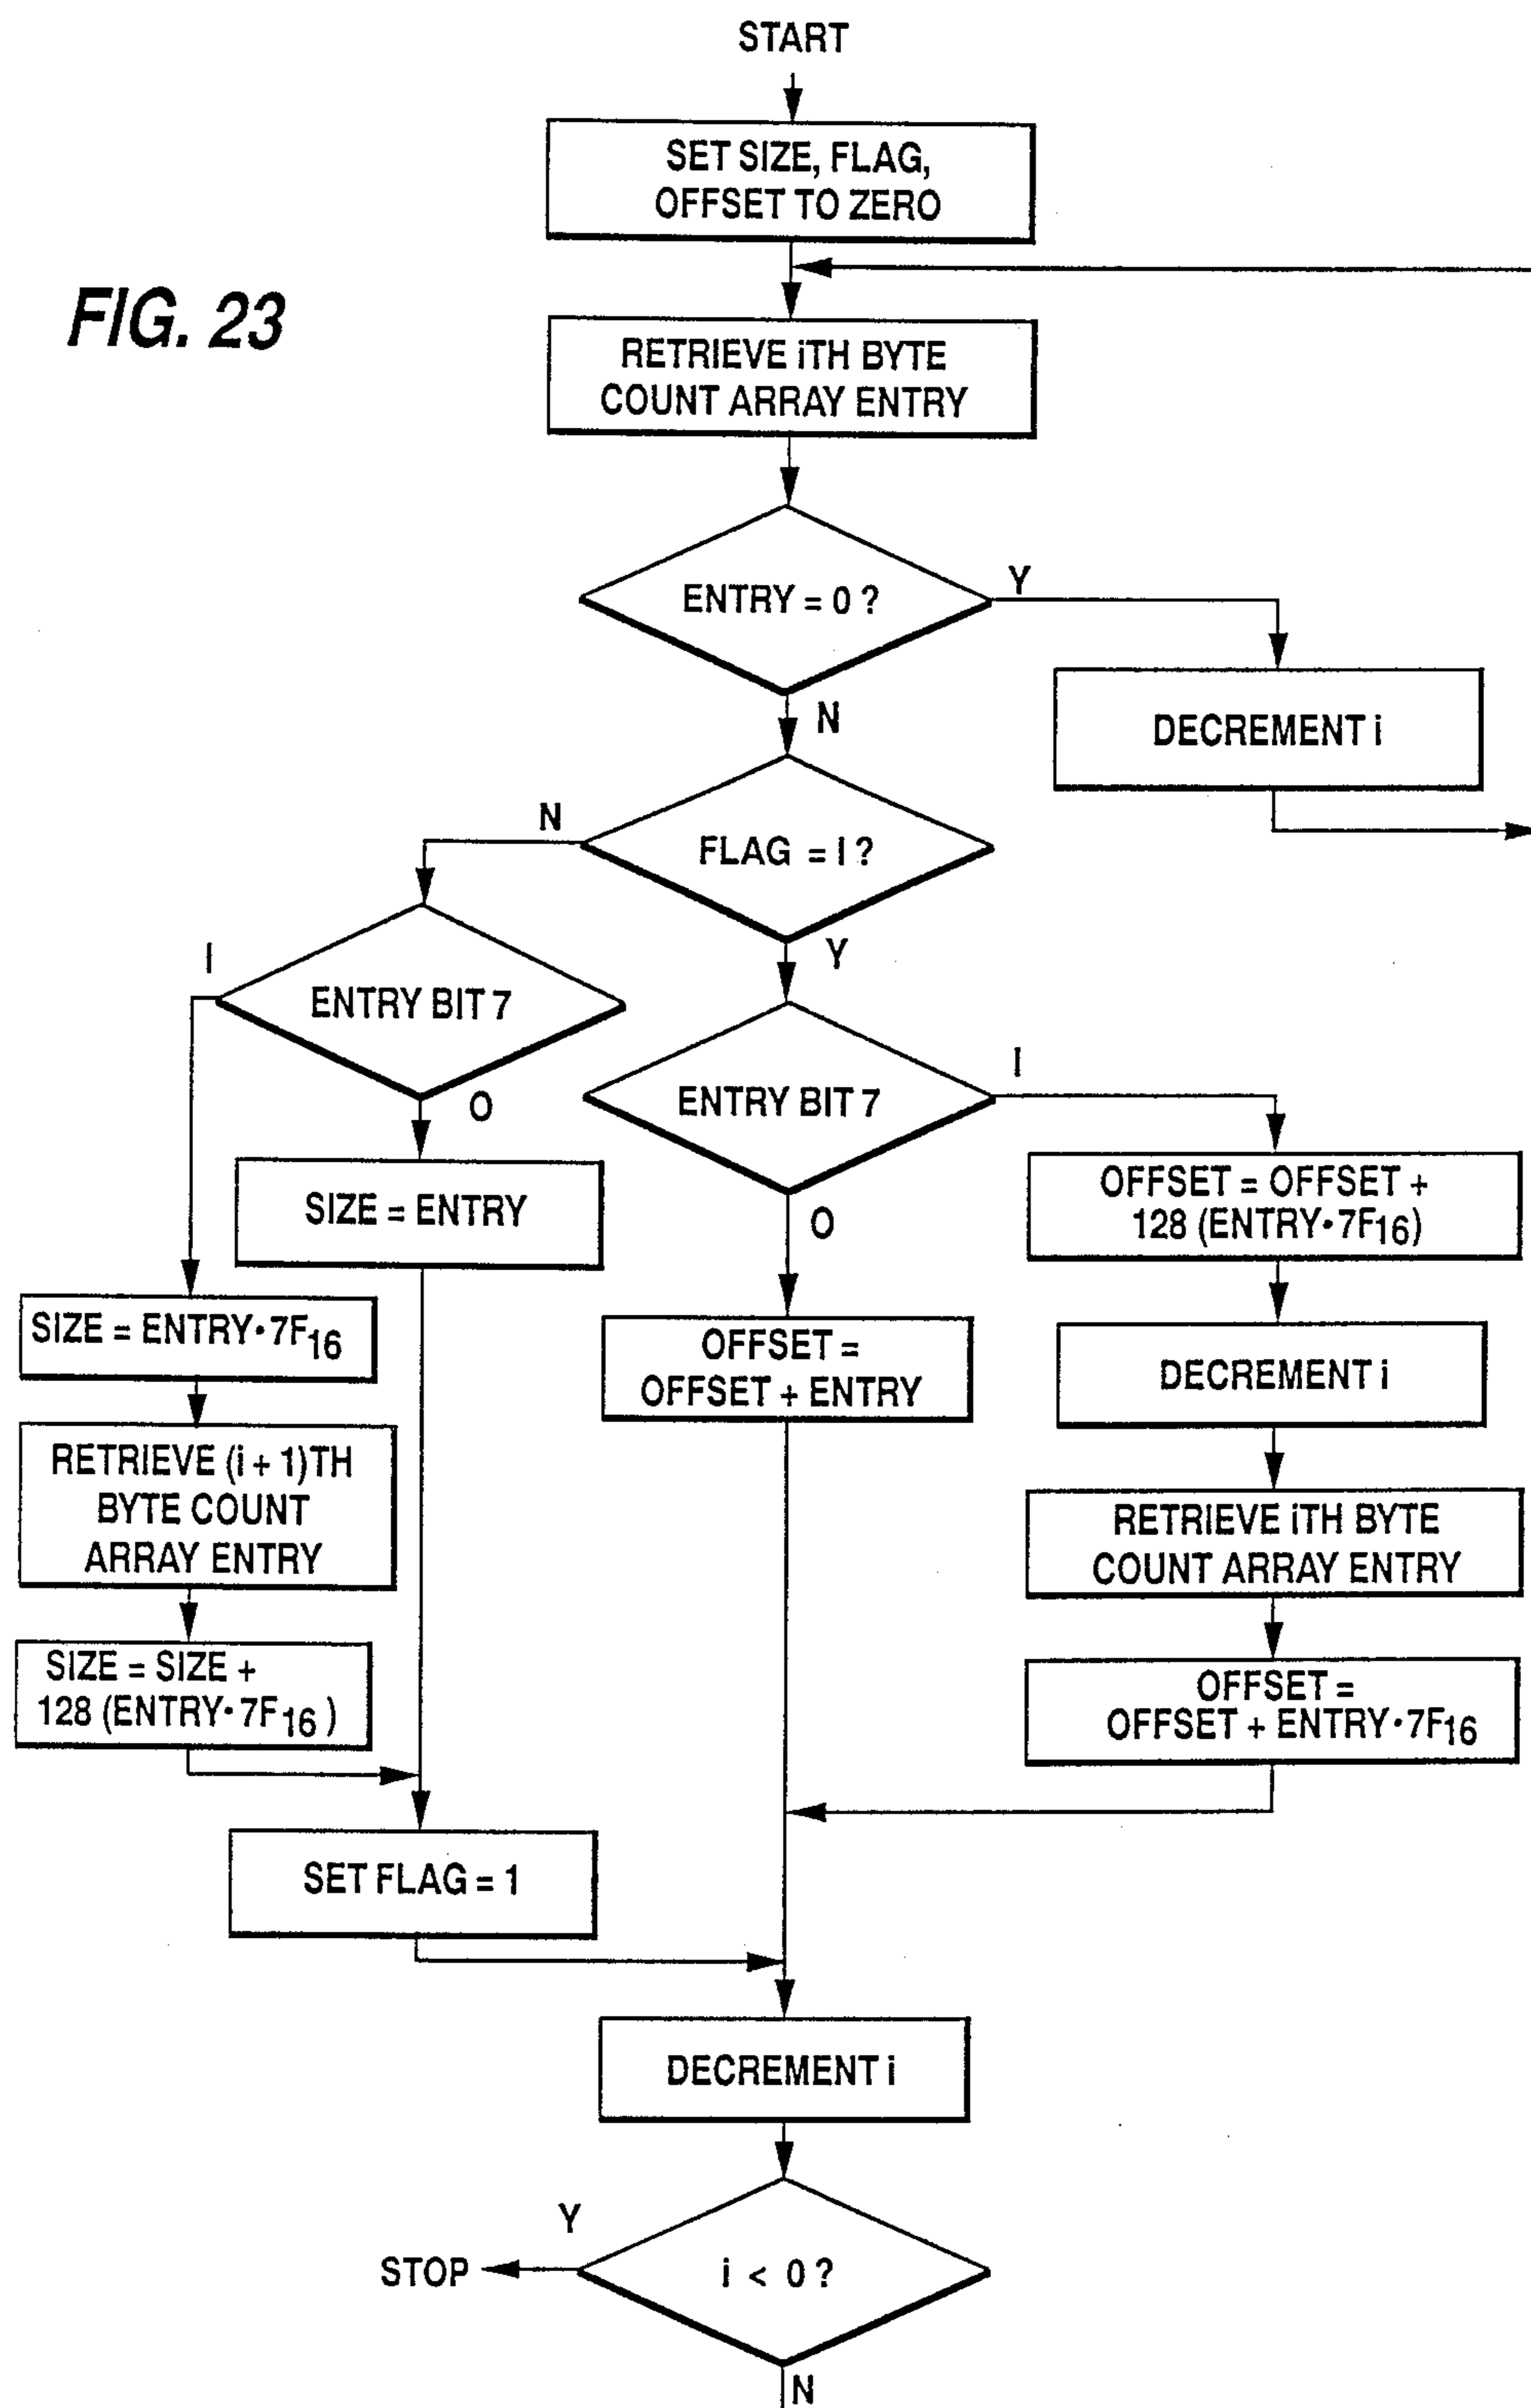 START
SET SIZE, FLAG,
OFFSET TO ZERO
FIG. 23
RETRIEVE iTH BYTE
COUNT ARRAY ENTRY
ENTRY = 0 ?
Y
N
DECREMENT i
FLAG = I ?
N
Y
ENTRY BIT 7
I
O
ENTRY BIT 7
I
O
SIZE = ENTRY
OFFSET = OFFSET +
128 (ENTRY•7F16)
SIZE = ENTRY•7F16
OFFSET =
OFFSET + ENTRY
DECREMENT i
RETRIEVE (i + 1)TH
BYTE COUNT
ARRAY ENTRY
RETRIEVE iTH BYTE
COUNT ARRAY ENTRY
SIZE = SIZE +
128 (ENTRY•7F16)
OFFSET =
OFFSET + ENTRY•7F16
SET FLAG = 1
DECREMENT i
i < 0 ?
Y
STOP
N